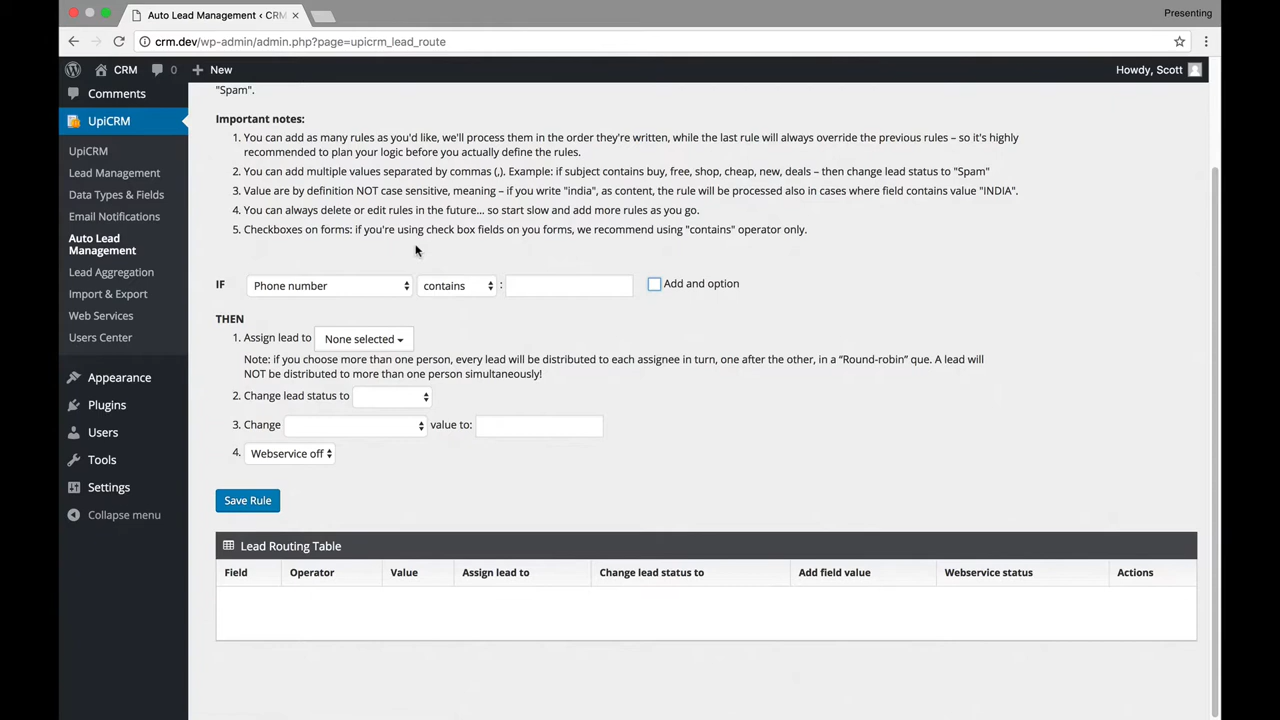 Auto Lead Management ‹ CRM
Presenting
crm.dev/wp-admin/admin.php?page=upicrm_lead_route
CRM
0
New
Howdy, Scott
Comments
UpiCRM
UpiCRM
Lead Management
Data Types & Fields
Email Notifications
Auto Lead
Management
Lead Aggregation
Import & Export
Web Services
Users Center
Appearance
Plugins
Users
Tools
Settings
Collapse menu
"Spam".
Important notes:
1. You can add as many rules as you'd like, we'll process them in the order they're written, while the last rule will always override the previous rules – so it's highly
recommended to plan your logic before you actually define the rules.
2. You can add multiple values separated by commas (,). Example: if subject contains buy, free, shop, cheap, new, deals – then change lead status to "Spam"
3. Value are by definition NOT case sensitive, meaning – if you write "india", as content, the rule will be processed also in cases where field contains value "INDIA".
4. You can always delete or edit rules in the future... so start slow and add more rules as you go.
5. Checkboxes on forms: if you're using check box fields on you forms, we recommend using "contains" operator only.
IF Phone number contains : Add and option
THEN
1. Assign lead to None selected
Note: if you choose more than one person, every lead will be distributed to each assignee in turn, one after the other, in a “Round-robin” que. A lead will
NOT be distributed to more than one person simultaneously!
2. Change lead status to
3. Change value to:
4. Webservice off
Save Rule
Lead Routing Table
Field Operator Value Assign lead to Change lead status to Add field value Webservice status Actions